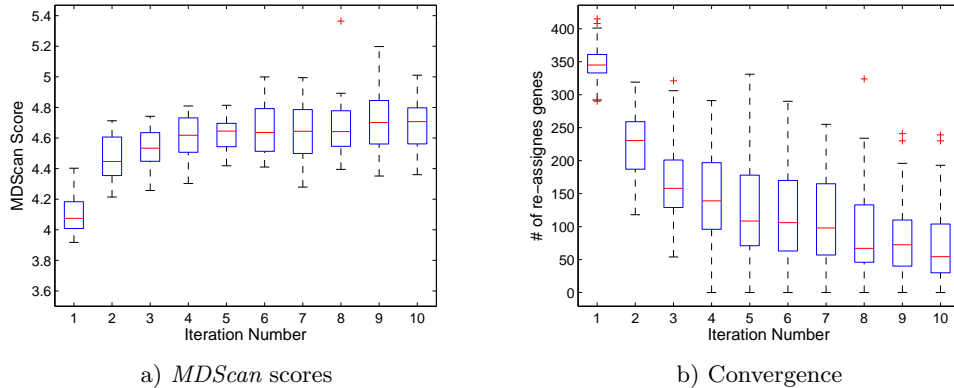 5.4
5.2
5
4.8
4.6
4.4
4.2
4
3.8
3.6
MDScan Score
1 2 3 4 5 6 7 8 9 10
Iteration Number
a) MDScan scores
400
350
300
250
200
150
100
50
0
# of re-assignes genes
1 2 3 4 5 6 7 8 9 10
Iteration Number
b) Convergence